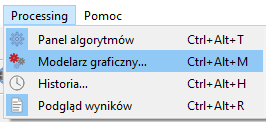 Processing Pomoc
Panel algorytmów Ctrl+Alt+T
Modelarz graficzny... Ctrl+Alt+M
Historia... Ctrl+Alt+H
Podgląd wyników Ctrl+Alt+R